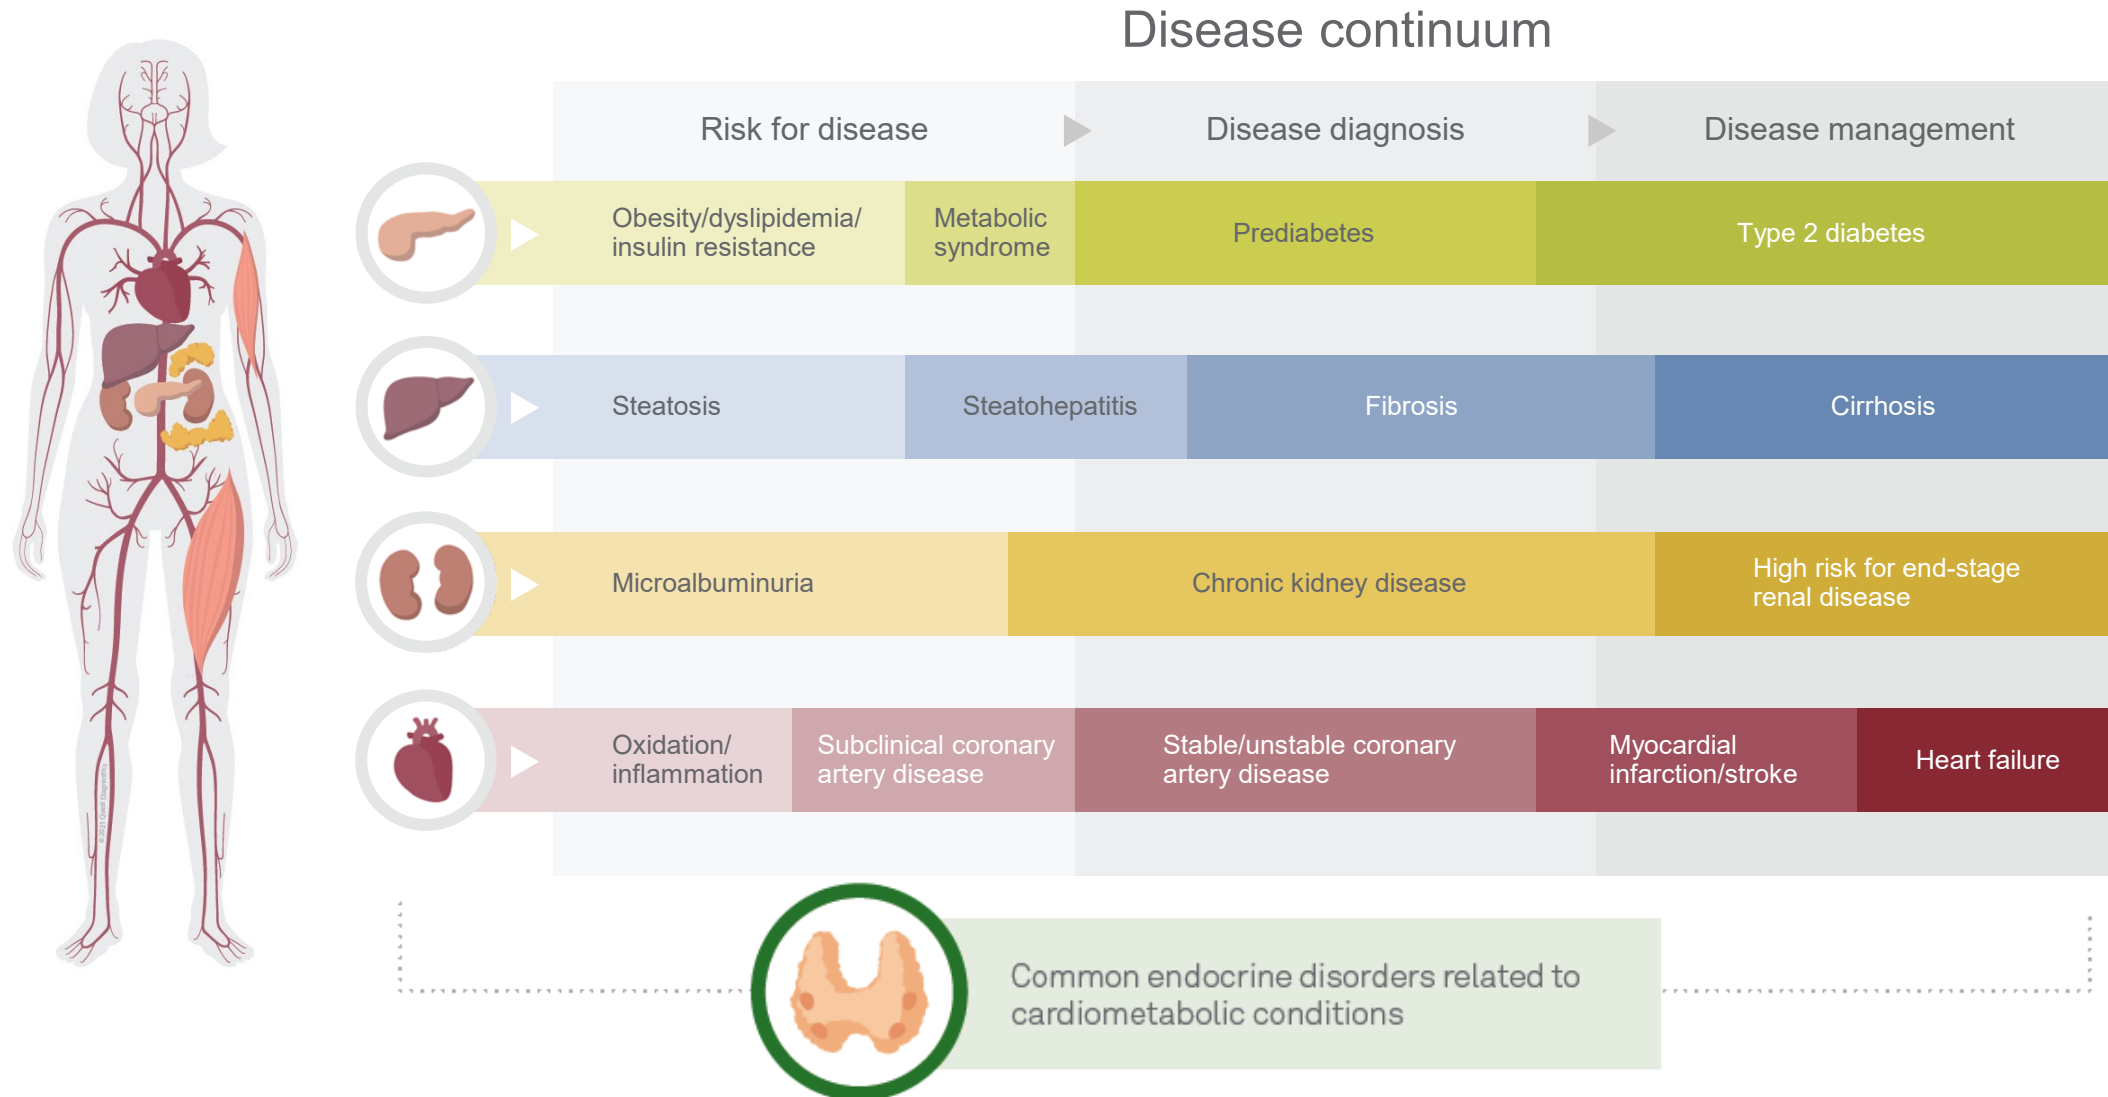 Disease continuum
Risk for disease
Disease diagnosis
Disease management
Obesity/dyslipidemia/
insulin resistance
Metabolic
syndrome
Prediabetes
Type 2 diabetes
Steatosis
Steatohepatitis
Fibrosis
Cirrhosis
Microalbuminuria
Chronic kidney disease
High risk for end-stage
renal disease
Oxidation/
inflammation
Subclinical coronary
artery disease
Stable/unstable coronary
artery disease
Myocardial
infarction/stroke
Heart failure
© 2021 Quest Diagnostics
Common endocrine disorders related to
cardiometabolic conditions